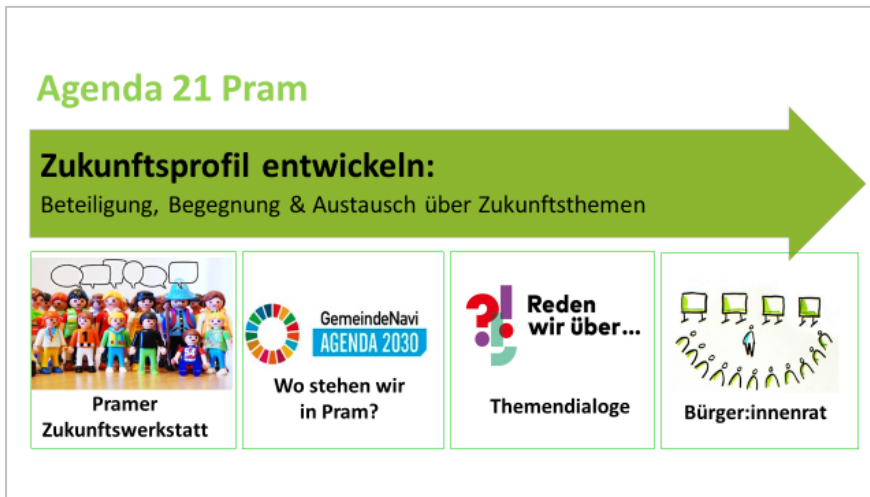 Agenda 21 Pram
Zukunftsprofil entwickeln:
Beteiligung, Begegnung & Austausch über Zukunftsthemen
Pramer
Zukunftswerkstatt
GemeindeNavi
AGENDA 2030
Wo stehen wir
in Pram?
?!
Reden
wir über...
Themendialoge
Bürger:innenrat